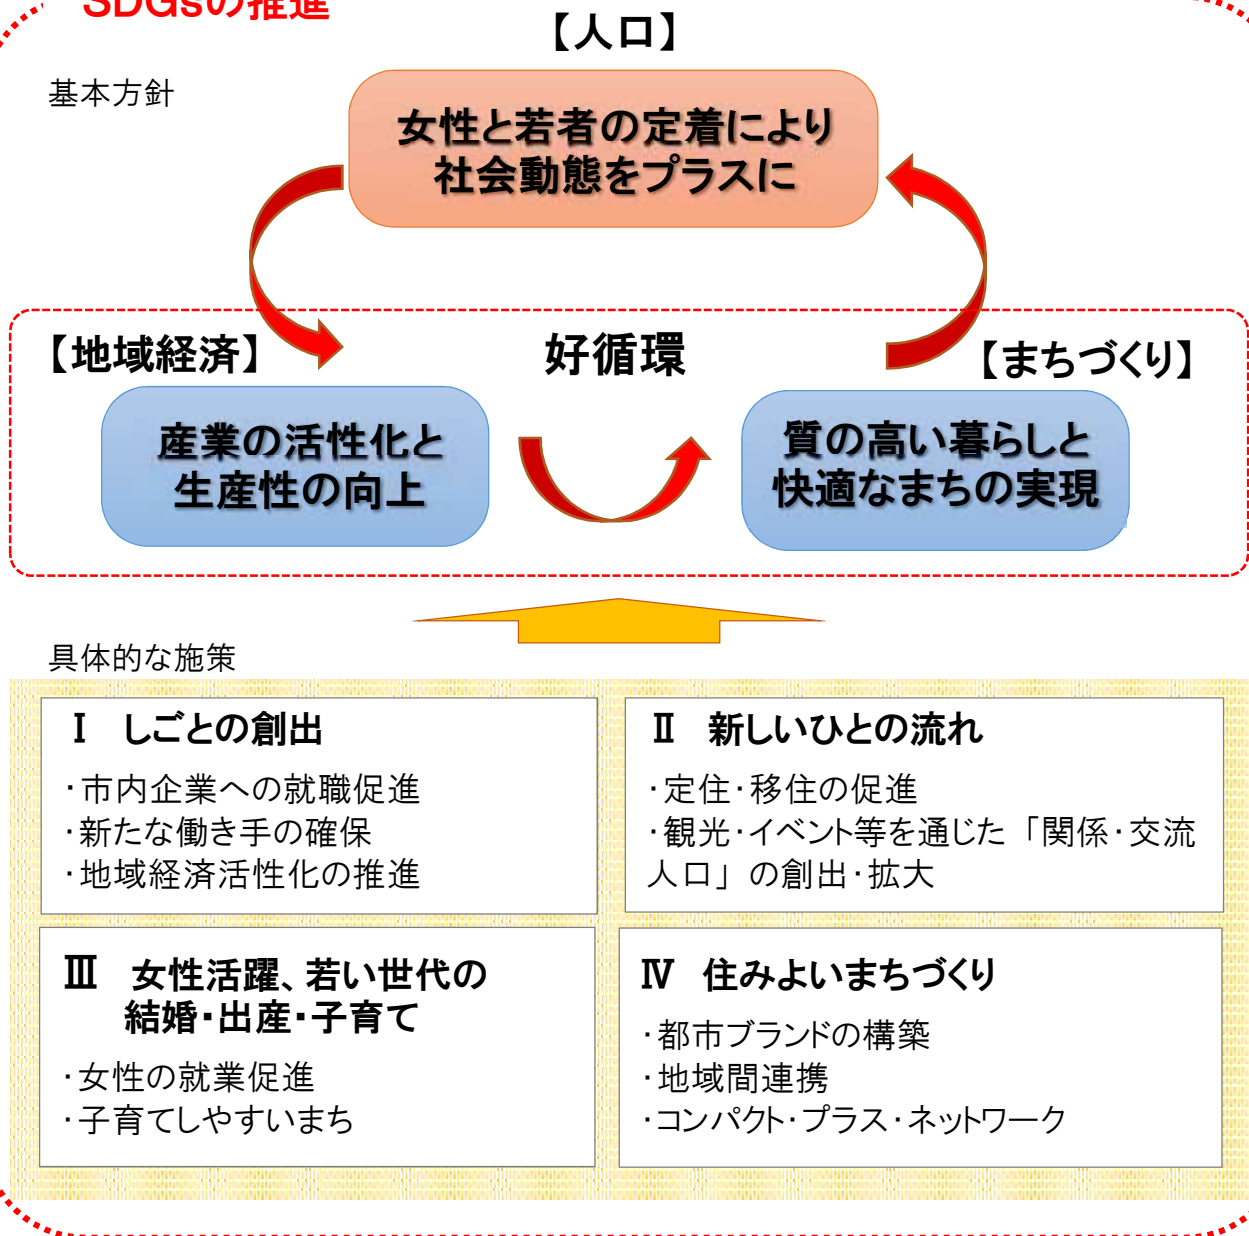 SDGsの推進
【人口】
基本方針
女性と若者の定着により
社会動態をプラスに
【地域経済】
好循環
【まちづくり】
産業の活性化と
生産性の向上
質の高い暮らしと
快適なまちの実現
具体的な施策
Ⅰ しごとの創出
・市内企業への就職促進
・新たな働き手の確保
・地域経済活性化の推進
Ⅱ 新しいひとの流れ
・定住・移住の促進
・観光・イベント等を通じた「関係・交流
人口」の創出・拡大
Ⅲ 女性活躍、若い世代の
結婚・出産・子育て
・女性の就業促進
・子育てしやすいまち
Ⅳ 住みよいまちづくり
・都市ブランドの構築
・地域間連携
・コンパクト・プラス・ネットワーク